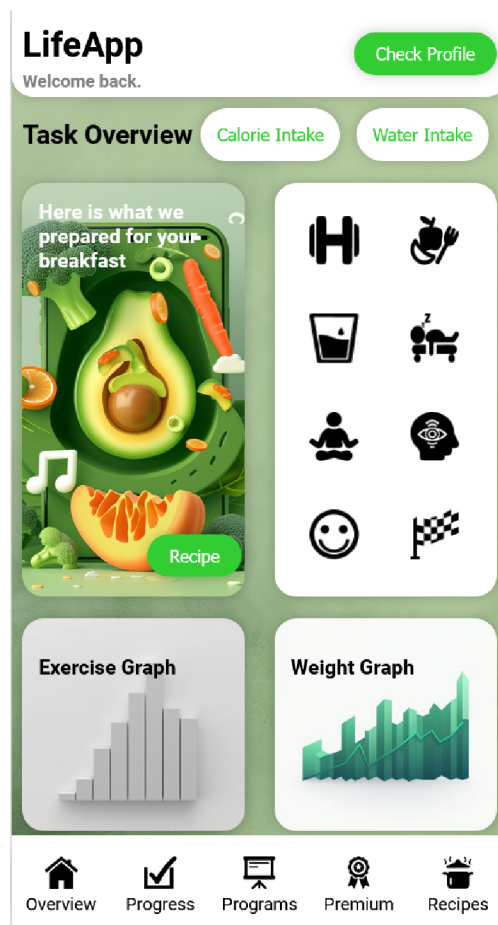 LifeApp
Check Profile
Welcome back.
Task Overview
Calorie Intake
Water Intake
Here is what we
prepared for your
breakfast
z
z
Recipe
Exercise Graph
Weight Graph
Overview
Progress
Programs
Premium
Recipes